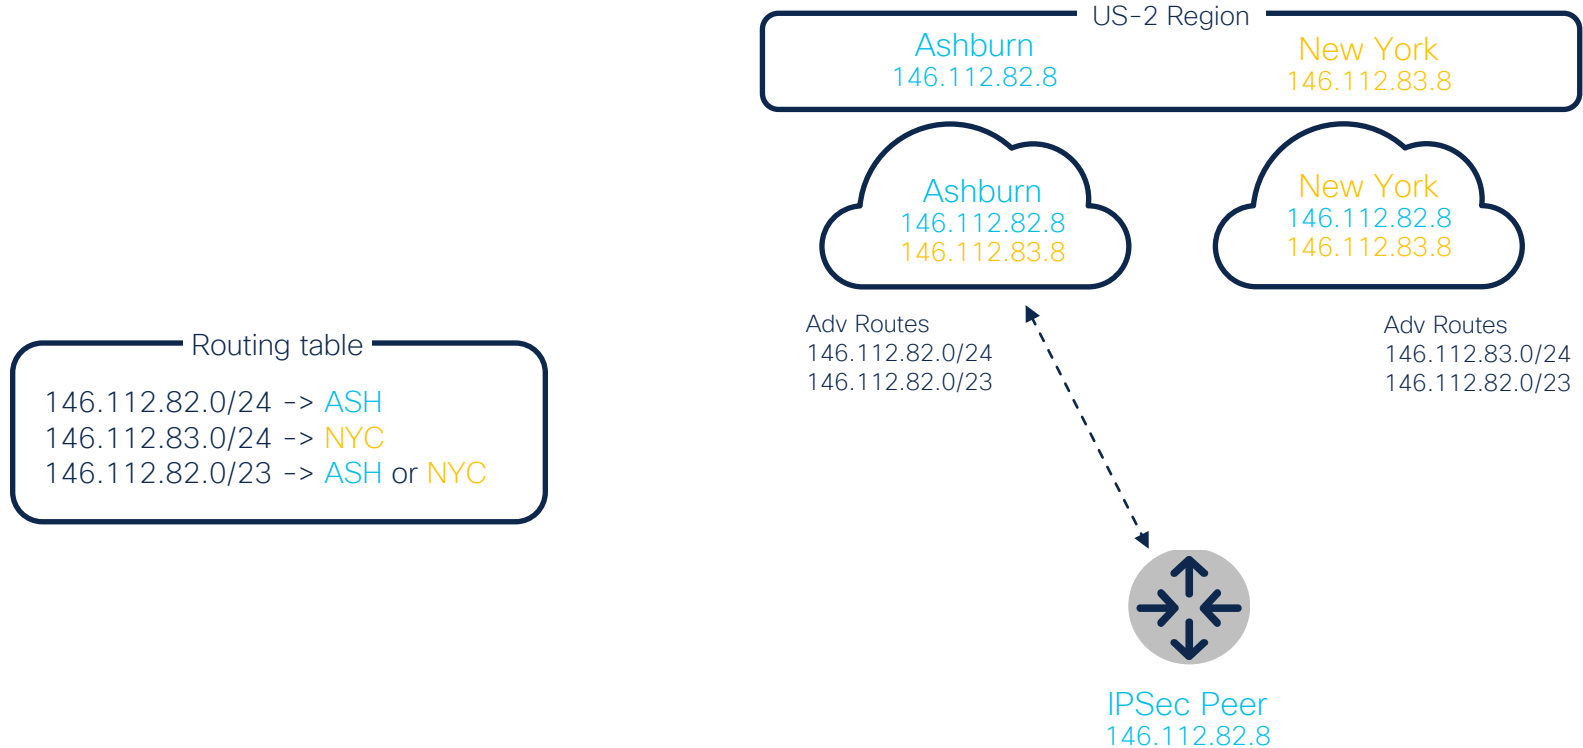 US-2 Region
Ashburn
146.112.82.8
New York
146.112.83.8
Ashburn
146.112.82.8
146.112.83.8
New York
146.112.82.8
146.112.83.8
Adv Routes
146.112.82.0/24
146.112.82.0/23
Adv Routes
146.112.83.0/24
146.112.82.0/23
Routing table
146.112.82.0/24 -> ASH
146.112.83.0/24 -> NYC
146.112.82.0/23 -> ASH or NYC
IPSec Peer
146.112.82.8